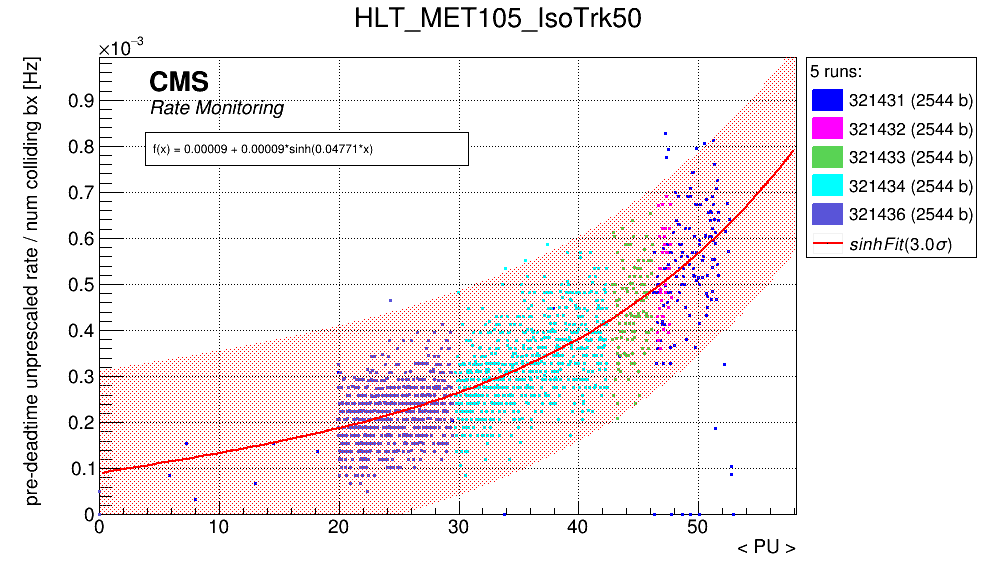 HLT_MET105_IsoTrk50
×10⁻³
pre-deadtime unprescaled rate / num colliding bx [Hz]
CMS
Rate Monitoring
f(x) = 0.00009 + 0.00009*sinh(0.04771*x)
0.9
0.8
0.7
0.6
0.5
0.4
0.3
0.2
0.1
0
0 10 20 30 40 50
< PU >
5 runs:
321431 (2544 b)
321432 (2544 b)
321433 (2544 b)
321434 (2544 b)
321436 (2544 b)
sinhFit(3.0σ)